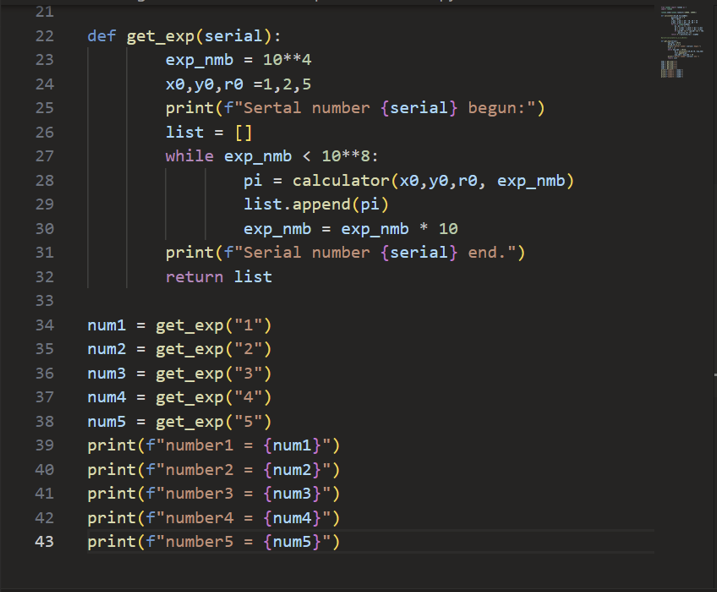 21
22 def get_exp(serial):
23 exp_nmb = 10**4
24 x0,y0,r0 =1,2,5
25 print(f"Sertal number {serial} begun:")
26 list = []
27 while exp_nmb < 10**8:
28 pi = calculator(x0,y0,r0, exp_nmb)
29 list.append(pi)
30 exp_nmb = exp_nmb * 10
31 print(f"Serial number {serial} end.")
32 return list
33
34 num1 = get_exp("1")
35 num2 = get_exp("2")
36 num3 = get_exp("3")
37 num4 = get_exp("4")
38 num5 = get_exp("5")
39 print(f"number1 = {num1}")
40 print(f"number2 = {num2}")
41 print(f"number3 = {num3}")
42 print(f"number4 = {num4}")
43 print(f"number5 = {num5}")